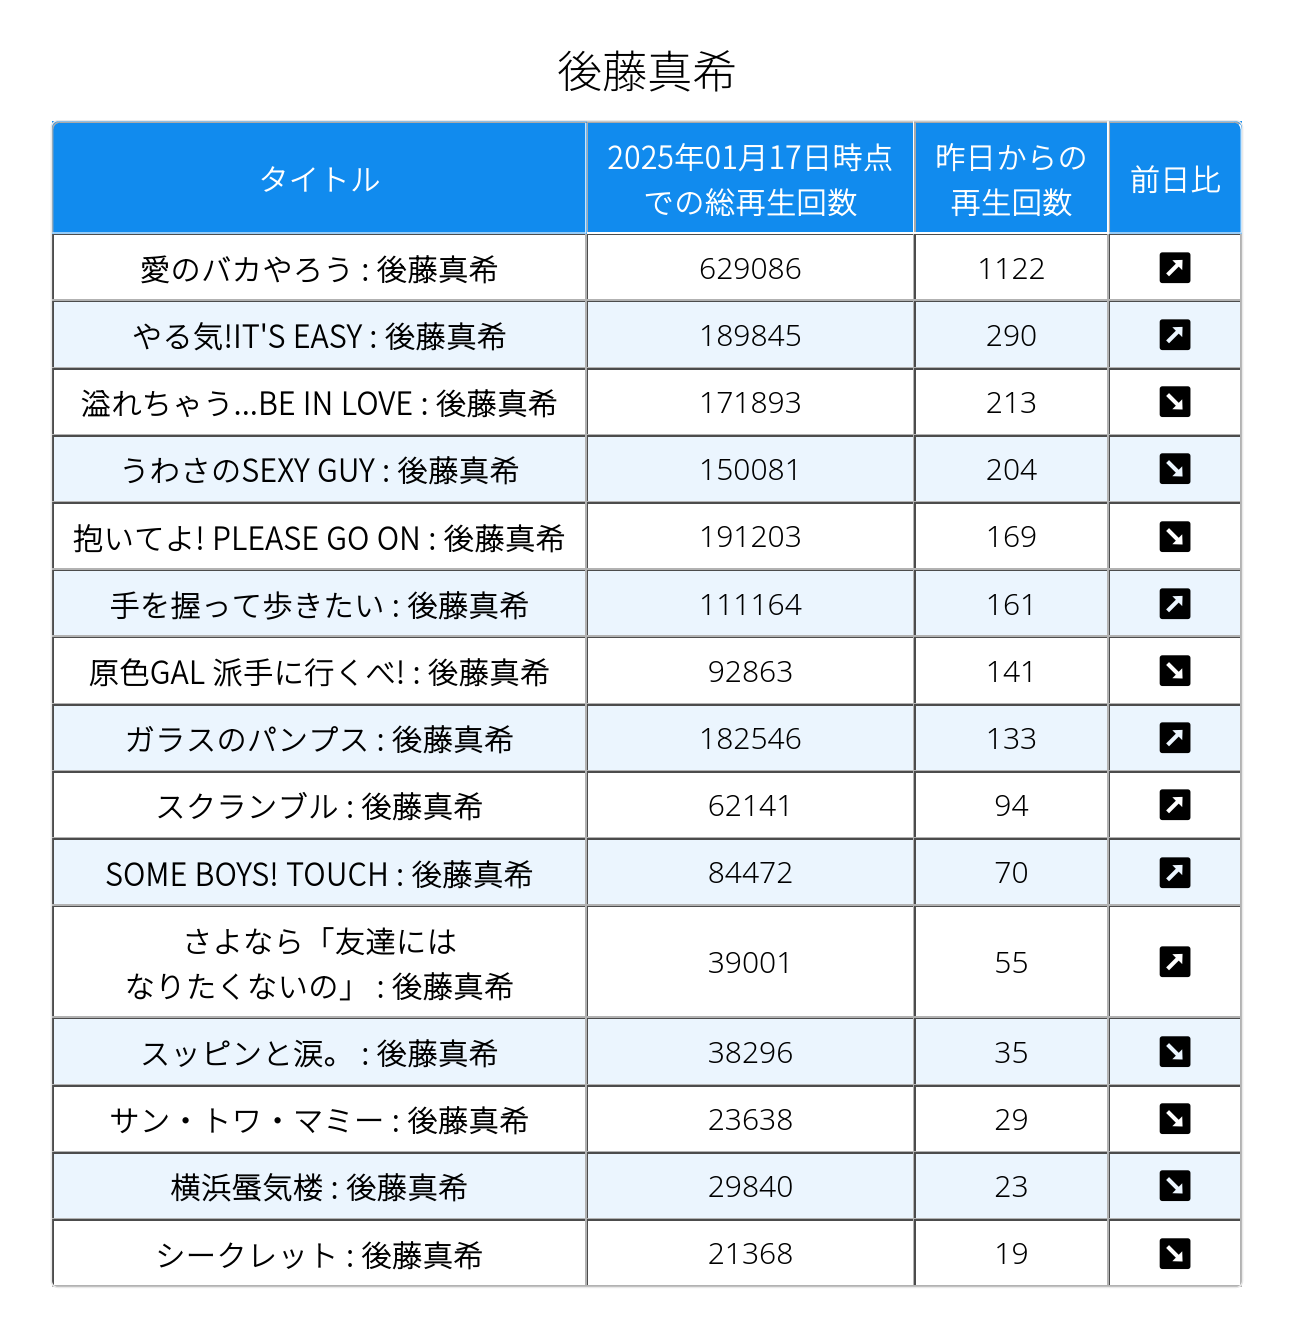 後藤真希
タイトル
2025年01月17日時点
での総再生回数
昨日からの
再生回数
前日比
愛のバカやろう : 後藤真希 629086 1122
やる気!IT'S EASY : 後藤真希 189845 290
溢れちゃう...BE IN LOVE : 後藤真希 171893 213
うわさのSEXY GUY : 後藤真希 150081 204
抱いてよ! PLEASE GO ON : 後藤真希 191203 169
手を握って歩きたい : 後藤真希 111164 161
原色GAL 派手に行くべ! : 後藤真希 92863 141
ガラスのパンプス : 後藤真希 182546 133
スクランブル : 後藤真希 62141 94
SOME BOYS! TOUCH : 後藤真希 84472 70
さよなら「友達には
なりたくないの」 : 後藤真希 39001 55
スッピンと涙。 : 後藤真希 38296 35
サン・トワ・マミー : 後藤真希 23638 29
横浜蜃気楼 : 後藤真希 29840 23
シークレット : 後藤真希 21368 19